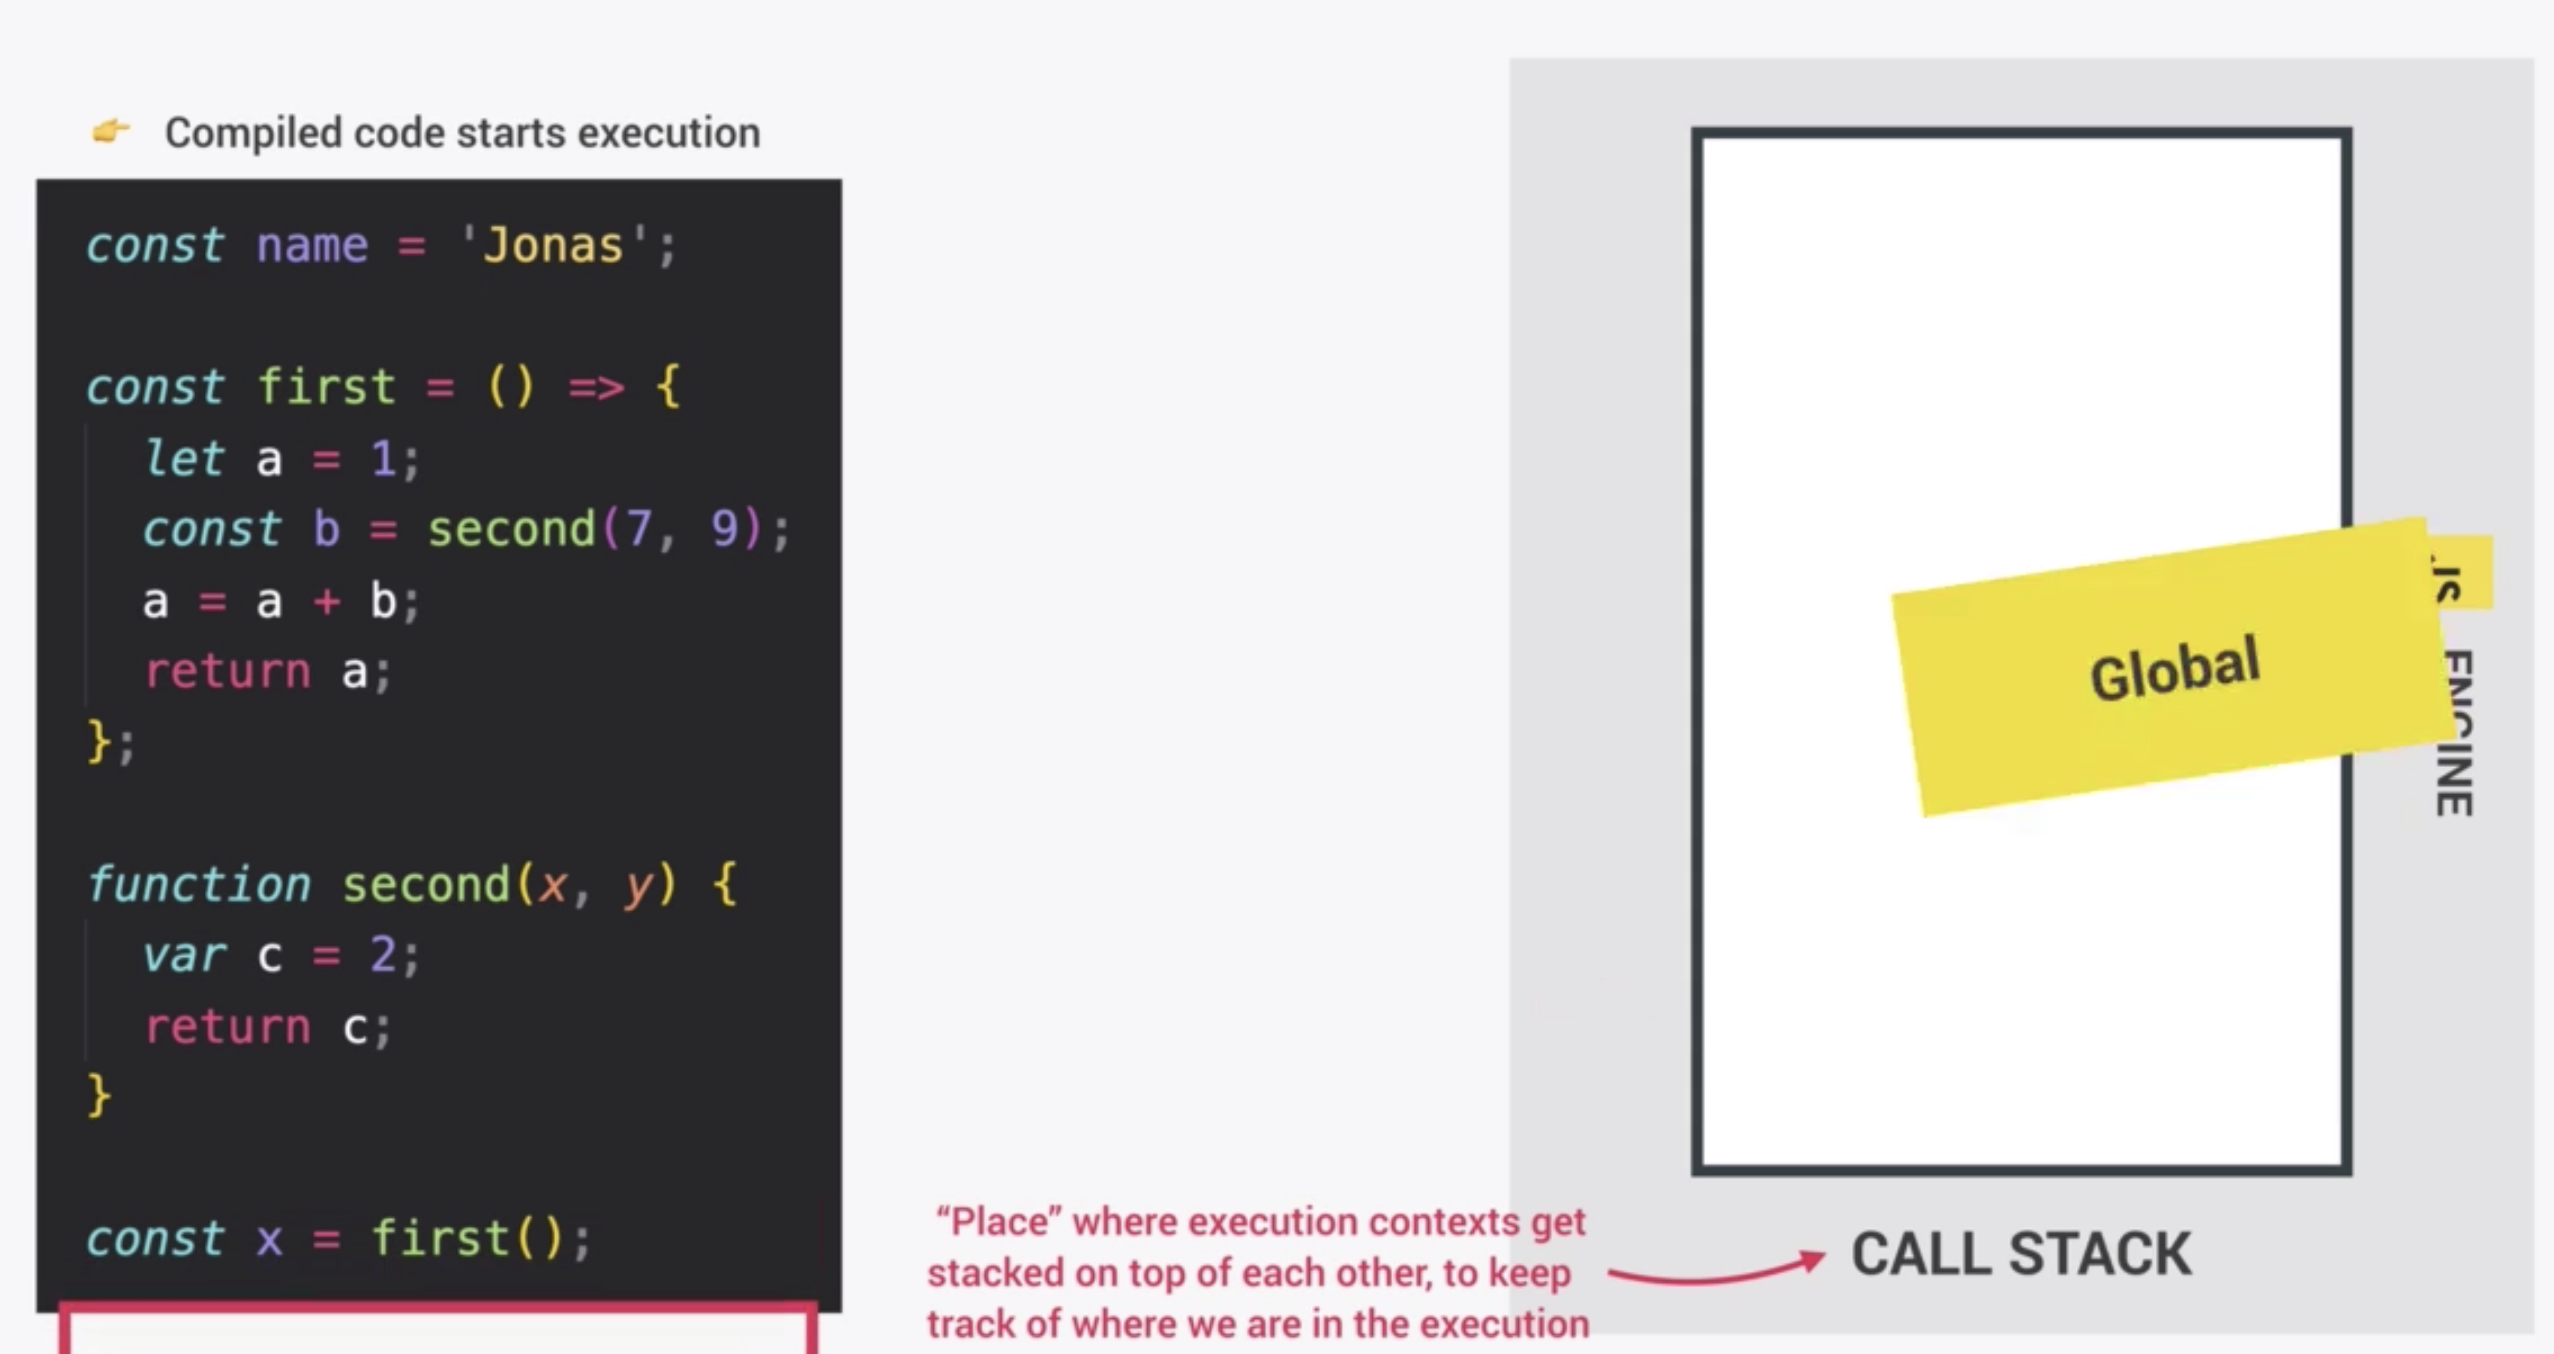 Compiled code starts execution
const name = 'Jonas';
const first = () => {
let a = 1;
const b = second(7, 9);
a = a + b;
return a;
};
function second(x, y) {
var c = 2;
return c;
}
const x = first();
Global
JS ENGINE
“Place” where execution contexts get
stacked on top of each other, to keep
track of where we are in the execution
CALL STACK